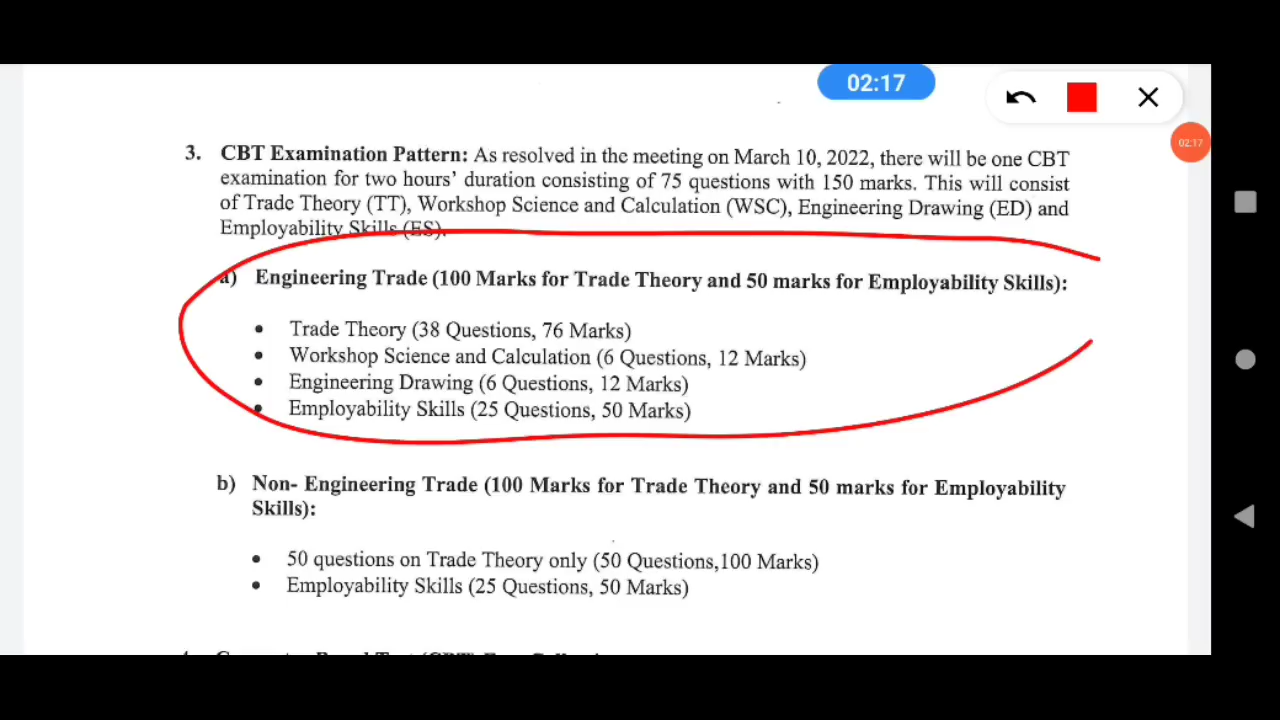 02:17
02:17
3. CBT Examination Pattern: As resolved in the meeting on March 10, 2022, there will be one CBT
examination for two hours' duration consisting of 75 questions with 150 marks. This will consist
of Trade Theory (TT), Workshop Science and Calculation (WSC), Engineering Drawing (ED) and
Employability Skills (ES).
a) Engineering Trade (100 Marks for Trade Theory and 50 marks for Employability Skills):
• Trade Theory (38 Questions, 76 Marks)
• Workshop Science and Calculation (6 Questions, 12 Marks)
• Engineering Drawing (6 Questions, 12 Marks)
• Employability Skills (25 Questions, 50 Marks)
b) Non- Engineering Trade (100 Marks for Trade Theory and 50 marks for Employability
Skills):
• 50 questions on Trade Theory only (50 Questions,100 Marks)
• Employability Skills (25 Questions, 50 Marks)